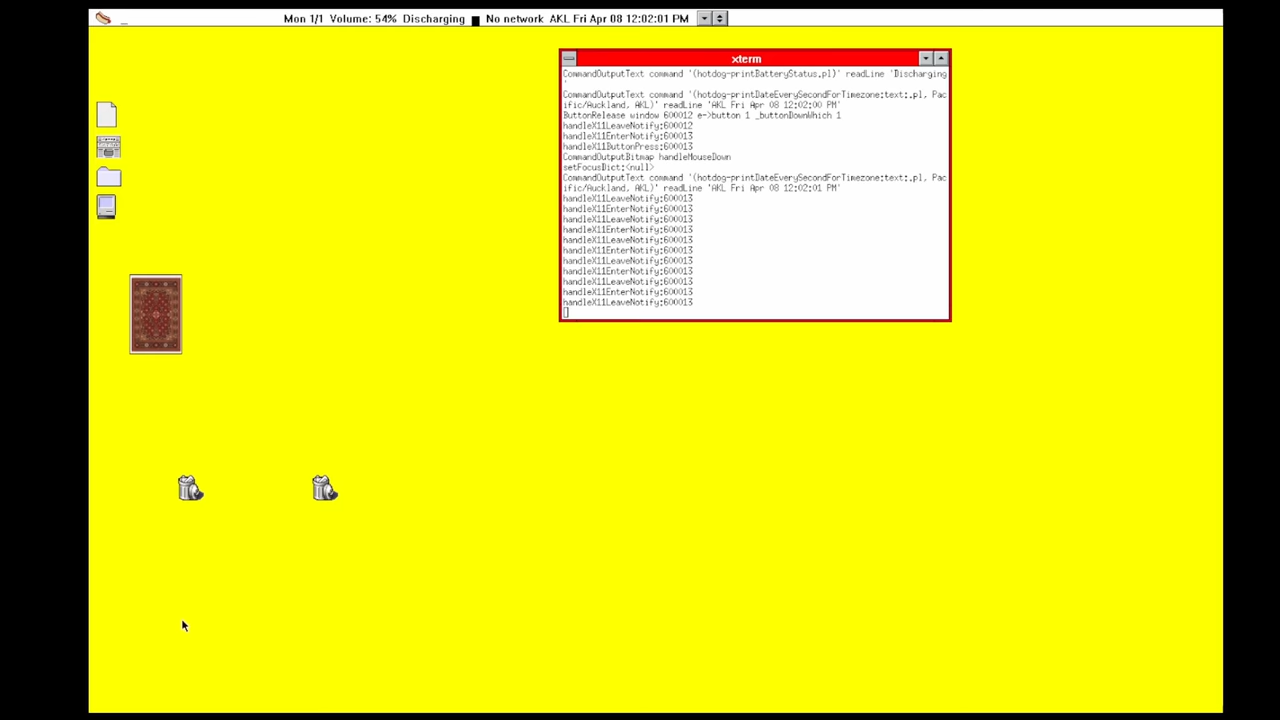 Mon 1/1 Volume: 54% Discharging No network AKL Fri Apr 08 12:02:01 PM
xterm
CommandOutputText command '(hotdog-printBatteryStatus.pl)' readLine 'Discharging
'
CommandOutputText command '(hotdog-printDateEverySecondForTimezone:text:.pl, Pac
ific/Auckland, AKL)' readLine 'AKL Fri Apr 08 12:02:00 PM'
ButtonRelease window 600012 e->button 1 _buttonDownWhich 1
handleX11LeaveNotify:600012
handleX11EnterNotify:600013
handleX11ButtonPress:600013
CommandOutputBitmap handleMouseDown
setFocusDict:<null>
CommandOutputText command '(hotdog-printDateEverySecondForTimezone:text:.pl, Pac
ific/Auckland, AKL)' readLine 'AKL Fri Apr 08 12:02:01 PM'
handleX11LeaveNotify:600013
handleX11EnterNotify:600013
handleX11LeaveNotify:600013
handleX11EnterNotify:600013
handleX11LeaveNotify:600013
handleX11EnterNotify:600013
handleX11LeaveNotify:600013
handleX11EnterNotify:600013
handleX11LeaveNotify:600013
handleX11EnterNotify:600013
handleX11LeaveNotify:600013